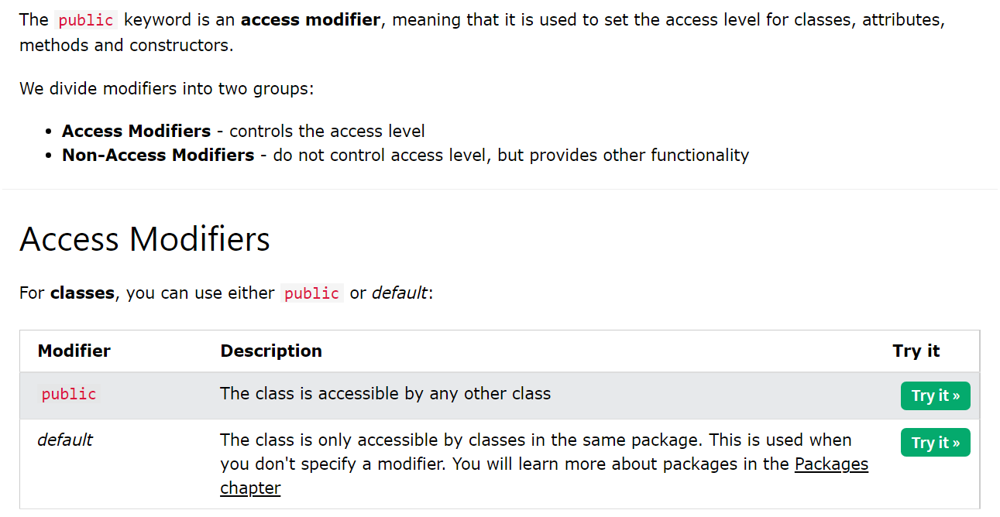 The public keyword is an access modifier, meaning that it is used to set the access level for classes, attributes,
methods and constructors.
We divide modifiers into two groups:
• Access Modifiers - controls the access level
• Non-Access Modifiers - do not control access level, but provides other functionality
Access Modifiers
For classes, you can use either public or default:
Modifier Description Try it
public The class is accessible by any other class Try it »
default The class is only accessible by classes in the same package. This is used when Try it »
you don't specify a modifier. You will learn more about packages in the Packages
chapter